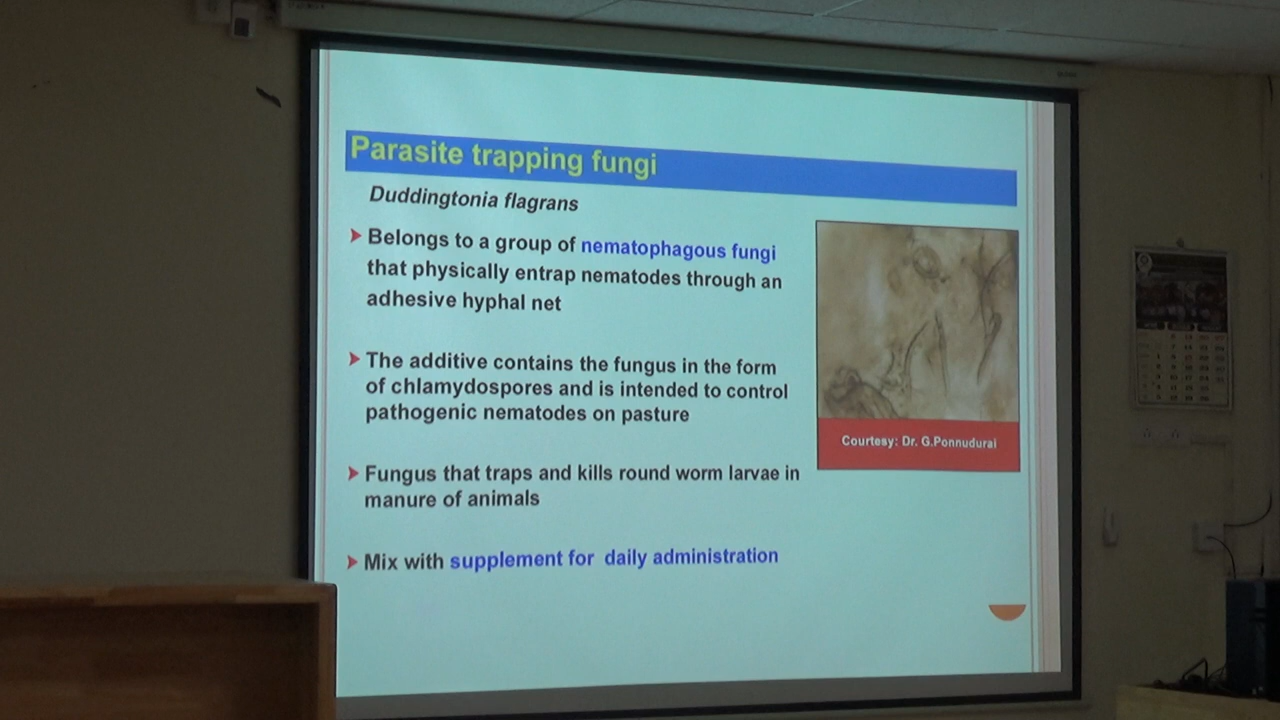 Parasite trapping fungi
Duddingtonia flagrans
Belongs to a group of nematophagous fungi
that physically entrap nematodes through an
adhesive hyphal net
The additive contains the fungus in the form
of chlamydospores and is intended to control
pathogenic nematodes on pasture
Fungus that traps and kills round worm larvae in
manure of animals
Mix with supplement for daily administration
Courtesy: Dr. G.Ponnudurai